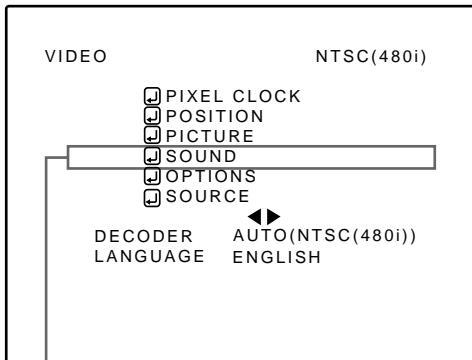 VIDEO NTSC(480i)
PIXEL CLOCK
POSITION
PICTURE
SOUND
OPTIONS
SOURCE
DECODER AUTO(NTSC(480i))
LANGUAGE ENGLISH